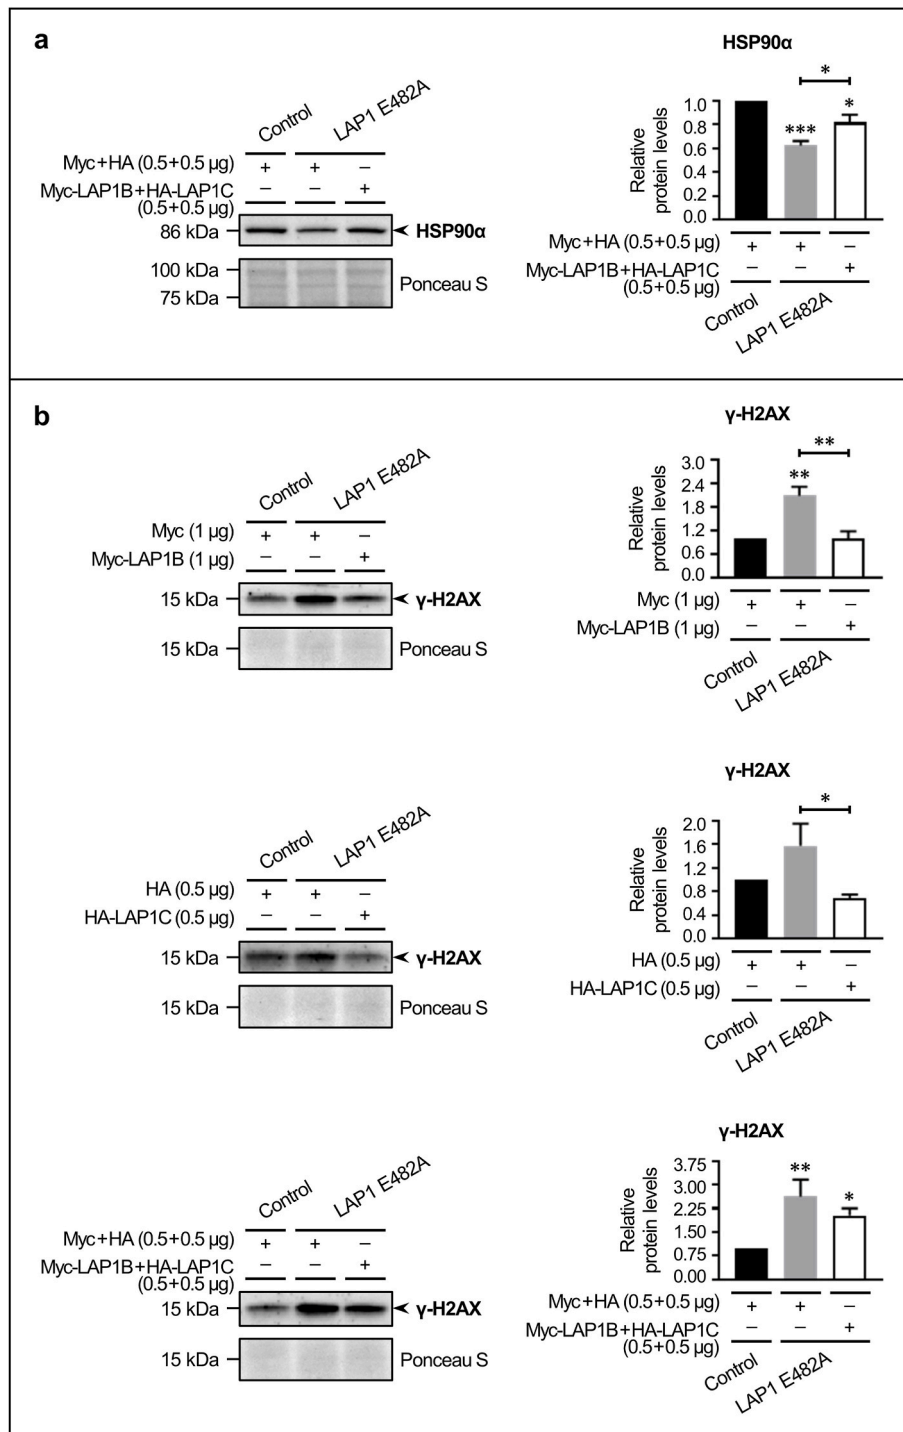 a
Control
LAP1 E482A
Myc+HA (0.5+0.5 µg) + + –
Myc-LAP1B+HA-LAP1C – – +
(0.5+0.5 µg)
86 kDa HSP90α
100 kDa
75 kDa
Ponceau S
HSP90α
*
*** *
Relative
protein levels
1.0
0.8
0.6
0.4
0.2
0.0
Myc+HA (0.5+0.5 µg) + + –
Myc-LAP1B+HA-LAP1C – – +
(0.5+0.5 µg)
Control
LAP1 E482A
b
Control
LAP1 E482A
Myc (1 µg) + + –
Myc-LAP1B (1 µg) – – +
15 kDa γ-H2AX
15 kDa Ponceau S
γ-H2AX
**
**
Relative
protein levels
3.0
2.4
1.8
1.2
0.6
0.0
Myc (1 µg) + + –
Myc-LAP1B (1 µg) – – +
Control
LAP1 E482A
Control
LAP1 E482A
HA (0.5 µg) + + –
HA-LAP1C (0.5 µg) – – +
15 kDa γ-H2AX
15 kDa Ponceau S
γ-H2AX
*
Relative
protein levels
2.0
1.6
1.2
0.8
0.4
0.0
HA (0.5 µg) + + –
HA-LAP1C (0.5 µg) – – +
Control
LAP1 E482A
Control
LAP1 E482A
Myc+HA (0.5+0.5 µg) + + –
Myc-LAP1B+HA-LAP1C – – +
(0.5+0.5 µg)
15 kDa γ-H2AX
15 kDa Ponceau S
γ-H2AX
** *
Relative
protein levels
3.75
3.00
2.25
1.50
0.75
0.00
Myc+HA (0.5+0.5 µg) + + –
Myc-LAP1B+HA-LAP1C – – +
(0.5+0.5 µg)
Control
LAP1 E482A